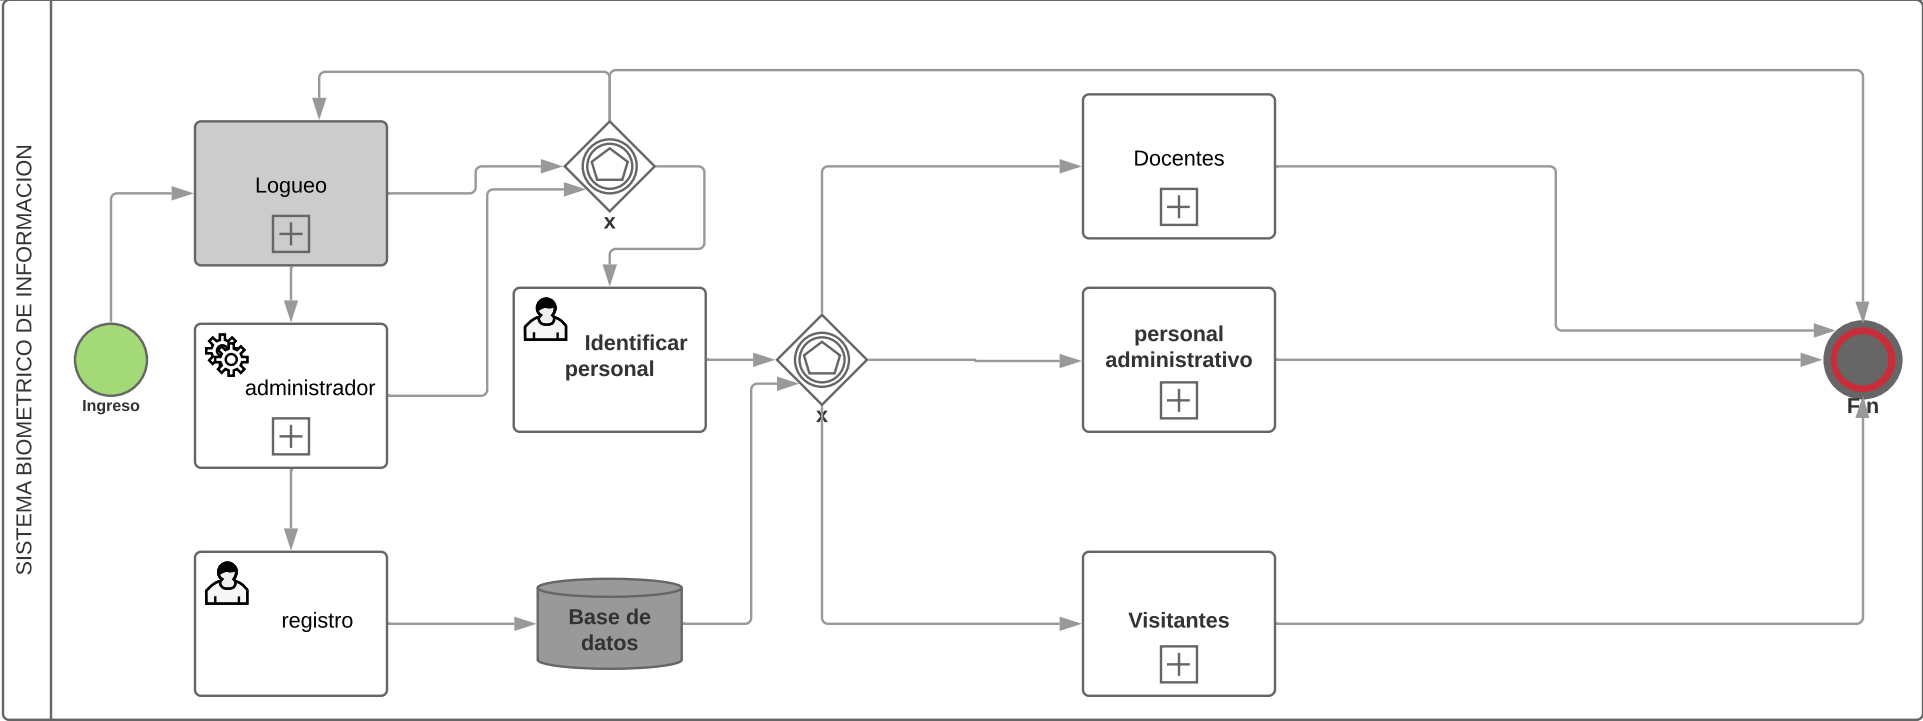 SISTEMA BIOMETRICO DE INFORMACION
Ingreso
Logueo
administrador
registro
x
Identificar
personal
Base de
datos
x
Docentes
personal
administrativo
Visitantes
Fin